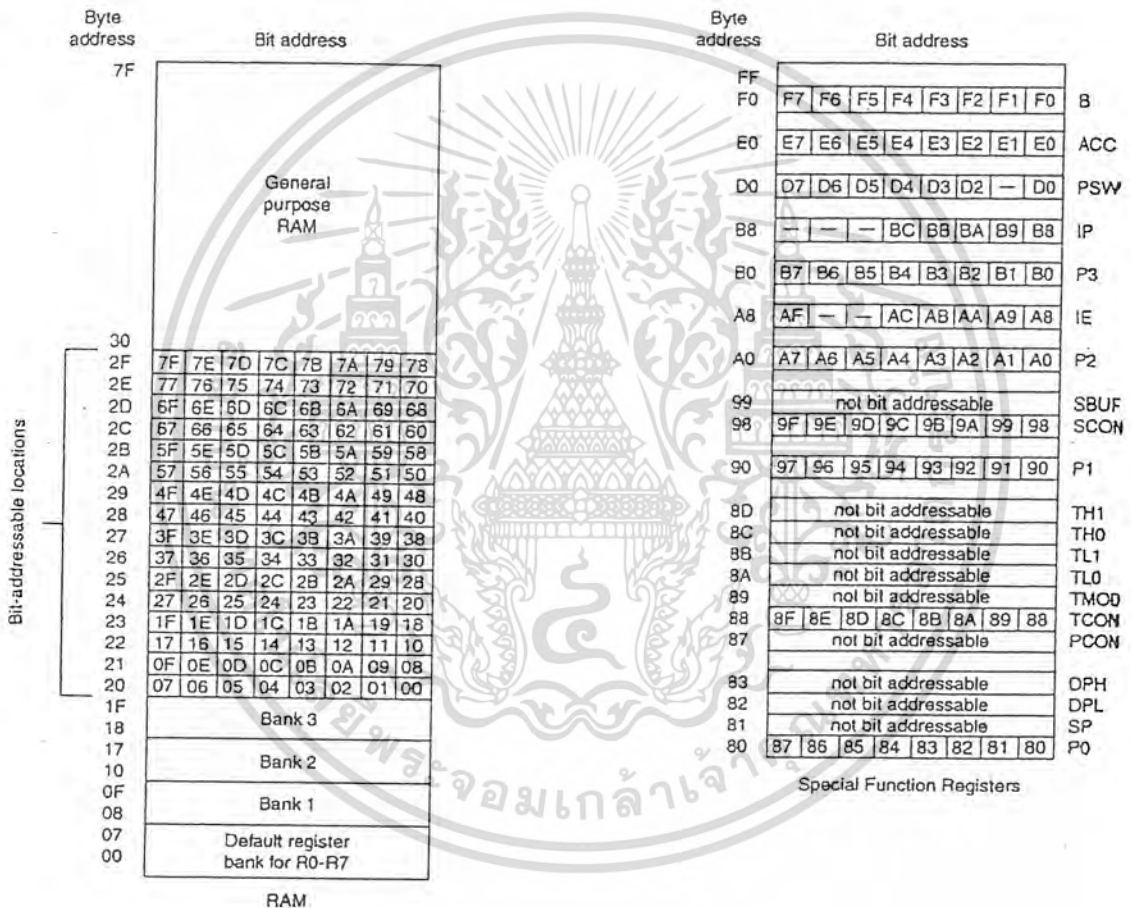 Byte address Bit address
7F
General purpose RAM
30
2F 7F 7E 7D 7C 7B 7A 79 78
2E 77 76 75 74 73 72 71 70
2D 6F 6E 6D 6C 6B 6A 69 68
2C 67 66 65 64 63 62 61 60
2B 5F 5E 5D 5C 5B 5A 59 58
2A 57 56 55 54 53 52 51 50
29 4F 4E 4D 4C 4B 4A 49 48
28 47 46 45 44 43 42 41 40
27 3F 3E 3D 3C 3B 3A 39 38
26 37 36 35 34 33 32 31 30
25 2F 2E 2D 2C 2B 2A 29 28
24 27 26 25 24 23 22 21 20
23 1F 1E 1D 1C 1B 1A 19 18
22 17 16 15 14 13 12 11 10
21 0F 0E 0D 0C 0B 0A 09 08
20 07 06 05 04 03 02 01 00
Bit-addressable locations
1F
18 Bank 3
17
10 Bank 2
0F
08 Bank 1
07
00 Default register bank for R0-R7
RAM
Byte address Bit address
FF
F0 F7 F6 F5 F4 F3 F2 F1 F0 B
E0 E7 E6 E5 E4 E3 E2 E1 E0 ACC
D0 D7 D6 D5 D4 D3 D2 — D0 PSW
B8 — — — BC BB BA B9 B8 IP
B0 B7 B6 B5 B4 B3 B2 B1 B0 P3
A8 AF — — AC AB AA A9 A8 IE
A0 A7 A6 A5 A4 A3 A2 A1 A0 P2
99 not bit addressable SBUF
98 9F 9E 9D 9C 9B 9A 99 98 SCON
90 97 96 95 94 93 92 91 90 P1
8D not bit addressable TH1
8C not bit addressable TH0
8B not bit addressable TL1
8A not bit addressable TL0
89 not bit addressable TMOD
88 8F 8E 8D 8C 8B 8A 89 88 TCON
87 not bit addressable PCON
83 not bit addressable DPH
82 not bit addressable DPL
81 not bit addressable SP
80 87 86 85 84 83 82 81 80 P0
Special Function Registers